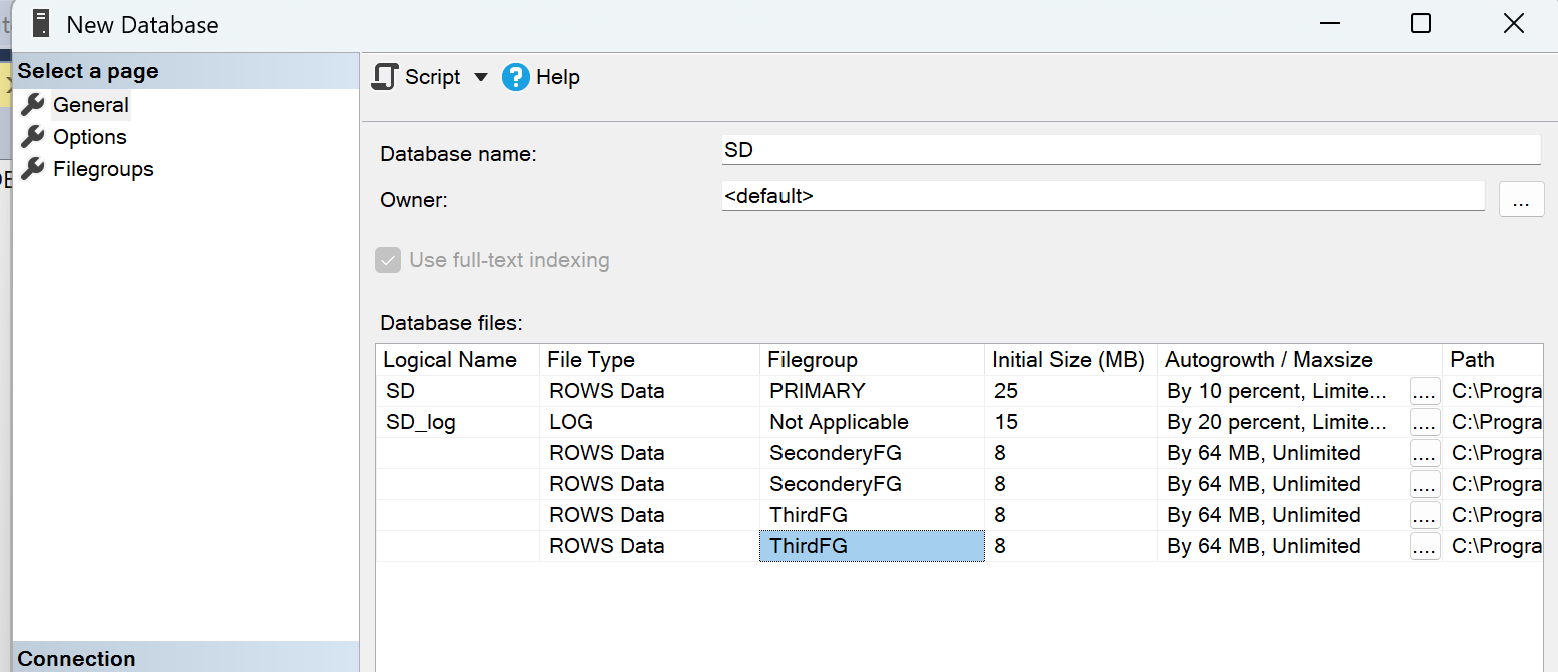 New Database
Select a page
General
Options
Filegroups
Connection
Script Help
Database name: SD
Owner: <default> ...
Use full-text indexing
Database files:
Logical Name File Type Filegroup Initial Size (MB) Autogrowth / Maxsize Path
SD ROWS Data PRIMARY 25 By 10 percent, Limite... .... C:\Progra
SD_log LOG Not Applicable 15 By 20 percent, Limite... .... C:\Progra
ROWS Data SeconderyFG 8 By 64 MB, Unlimited .... C:\Progra
ROWS Data SeconderyFG 8 By 64 MB, Unlimited .... C:\Progra
ROWS Data ThirdFG 8 By 64 MB, Unlimited .... C:\Progra
ROWS Data ThirdFG 8 By 64 MB, Unlimited .... C:\Progra